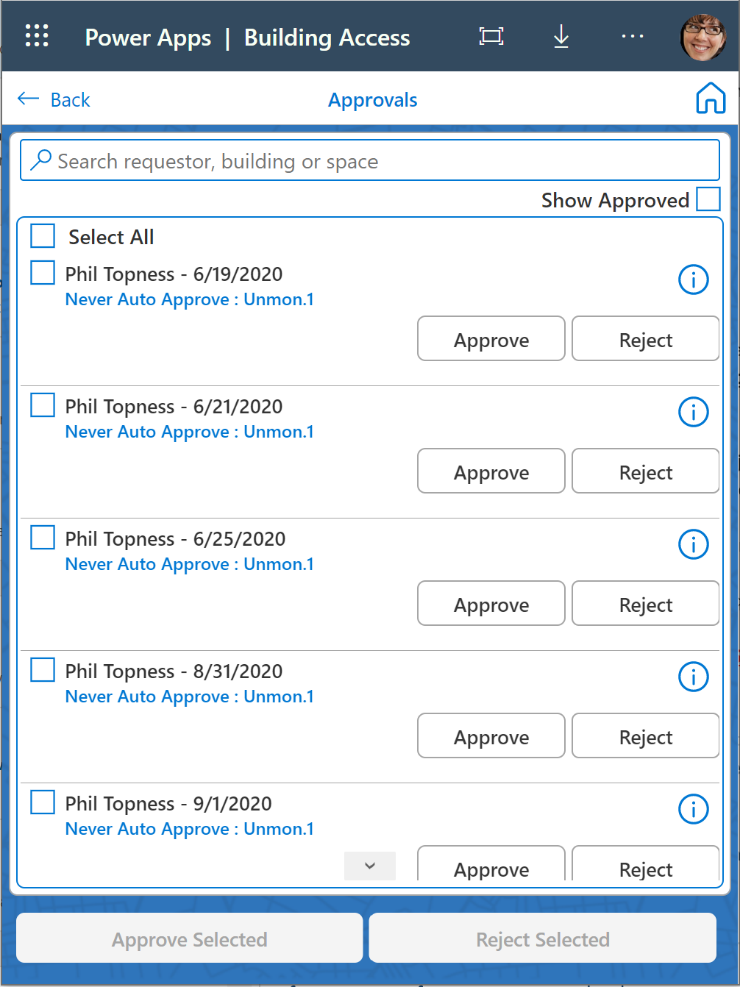 Power Apps | Building Access
Back
Approvals
Search requestor, building or space
Show Approved
Select All
Phil Topness - 6/19/2020
Never Auto Approve : Unmon.1
Approve
Reject
Phil Topness - 6/21/2020
Never Auto Approve : Unmon.1
Approve
Reject
Phil Topness - 6/25/2020
Never Auto Approve : Unmon.1
Approve
Reject
Phil Topness - 8/31/2020
Never Auto Approve : Unmon.1
Approve
Reject
Phil Topness - 9/1/2020
Never Auto Approve : Unmon.1
Approve
Reject
Approve Selected
Reject Selected